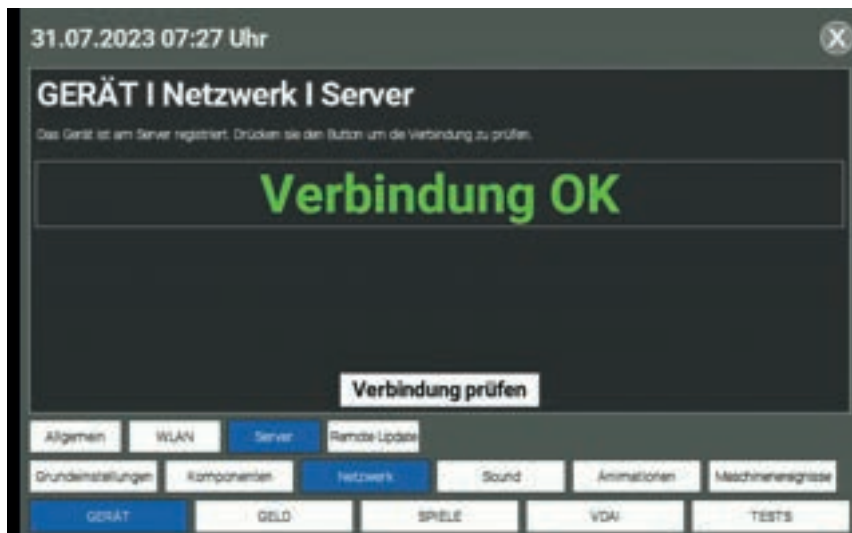 31.07.2023 07:27 Uhr
X
GERÄT I Netzwerk I Server
Das Gerät ist am Server registriert. Drücken sie den Button um die Verbindung zu prüfen.
Verbindung OK
Verbindung prüfen
Allgemein WLAN Server Remote Update
Grundeinstellungen Komponenten Netzwerk Sound Animationen Maschinenereignisse
GERÄT GELD SPIELE VDAI TESTS